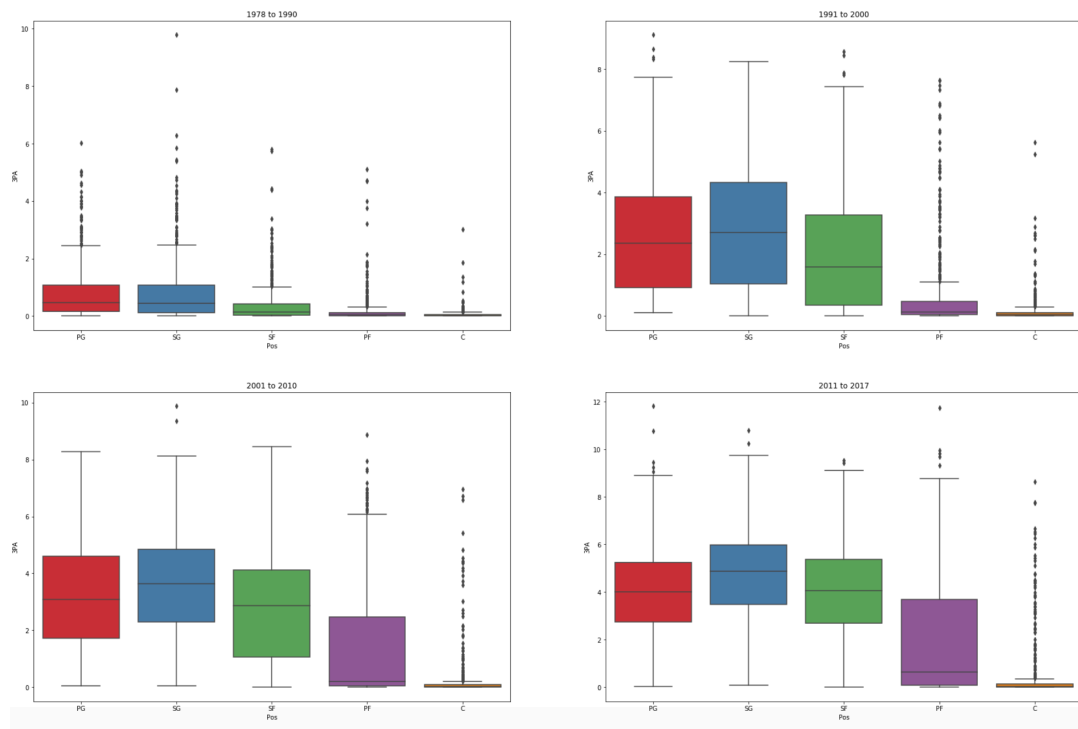 1978 to 1990
10
8
6
4
2
0
3PA
PG SG SF PF C
Pos
1991 to 2000
8
6
4
2
0
3PA
PG SG SF PF C
Pos
2001 to 2010
10
8
6
4
2
0
3PA
PG SG SF PF C
Pos
2011 to 2017
12
10
8
6
4
2
0
3PA
PG SG SF PF C
Pos